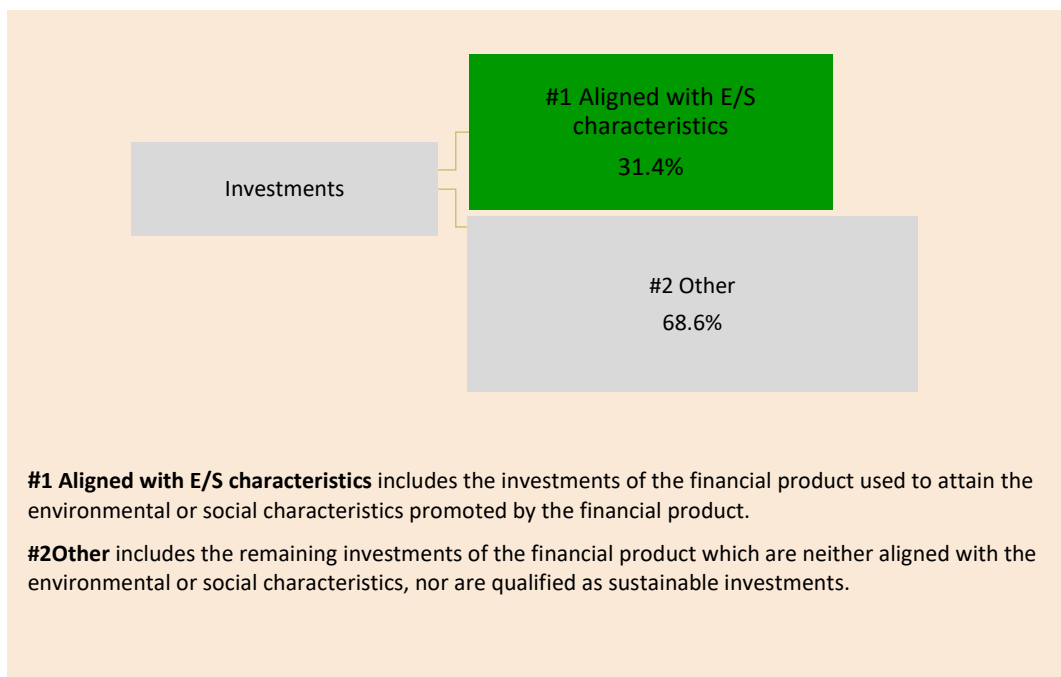 #1 Aligned with E/S
characteristics
31.4%
Investments
#2 Other
68.6%
#1 Aligned with E/S characteristics includes the investments of the financial product used to attain the
environmental or social characteristics promoted by the financial product.
#2Other includes the remaining investments of the financial product which are neither aligned with the
environmental or social characteristics, nor are qualified as sustainable investments.